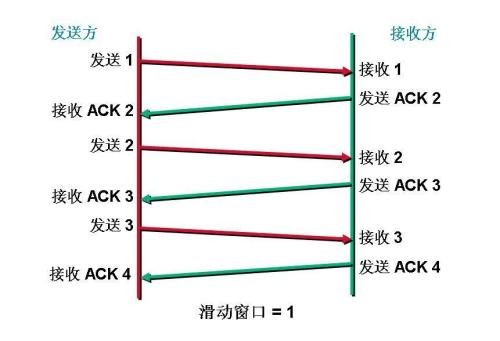 发送方
接收方
发送 1
接收 1
发送 ACK 2
接收 ACK 2
发送 2
接收 2
发送 ACK 3
接收 ACK 3
发送 3
接收 3
发送 ACK 4
接收 ACK 4
滑动窗口 = 1